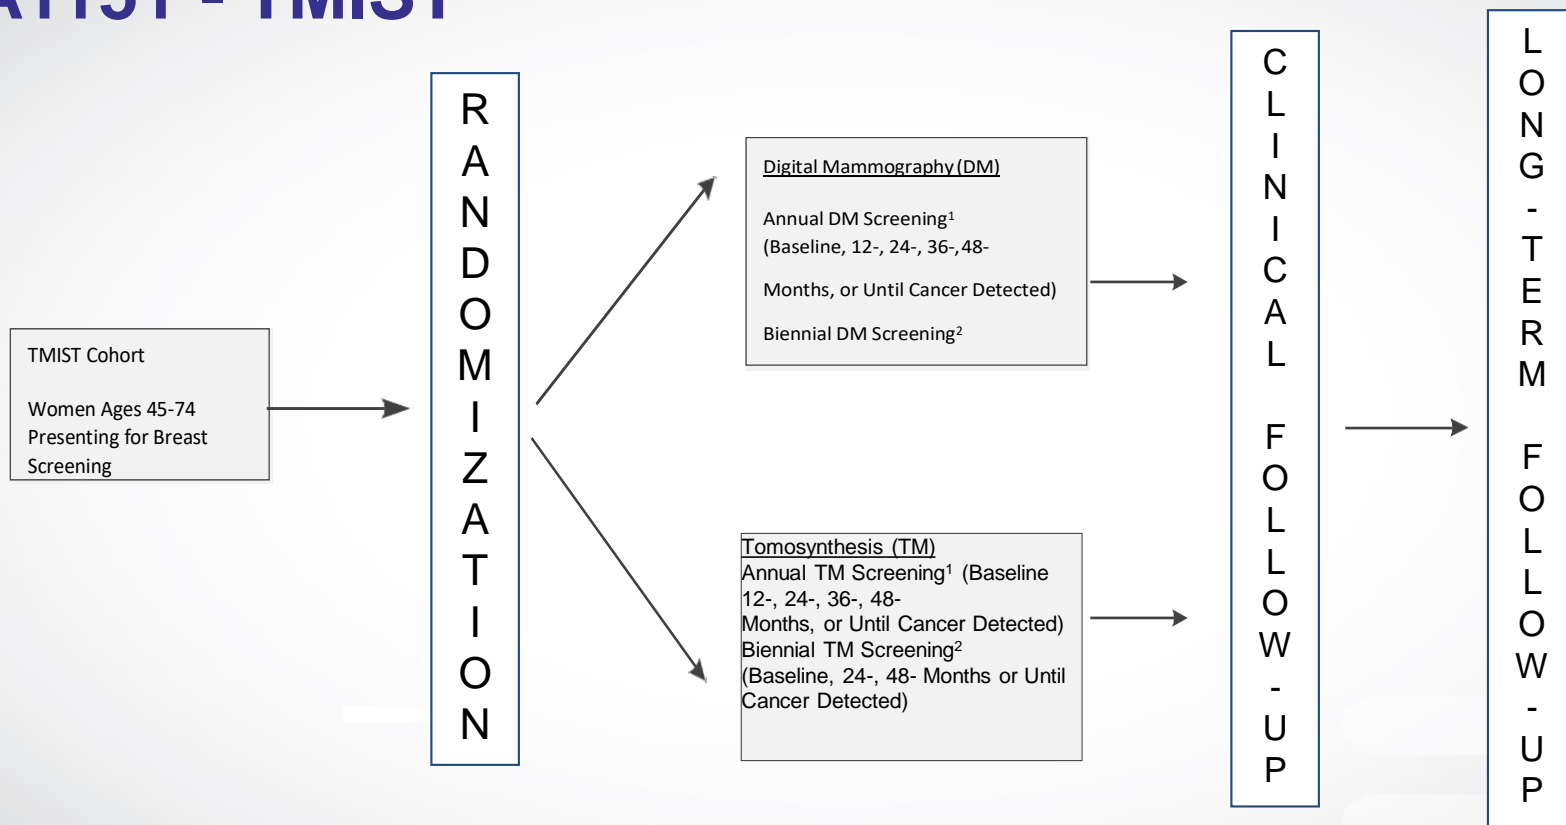 A1151 - TMIST
TMIST Cohort
Women Ages 45-74
Presenting for Breast
Screening
RANDOMIZATION
Digital Mammography (DM)
Annual DM Screening¹
(Baseline, 12-, 24-, 36-, 48-
Months, or Until Cancer Detected)
Biennial DM Screening²
Tomosynthesis (TM)
Annual TM Screening¹ (Baseline
12-, 24-, 36-, 48-
Months, or Until Cancer Detected)
Biennial TM Screening²
(Baseline, 24-, 48- Months or Until
Cancer Detected)
CLINICAL FOLLOW-UP
LONG-TERM FOLLOW-UP